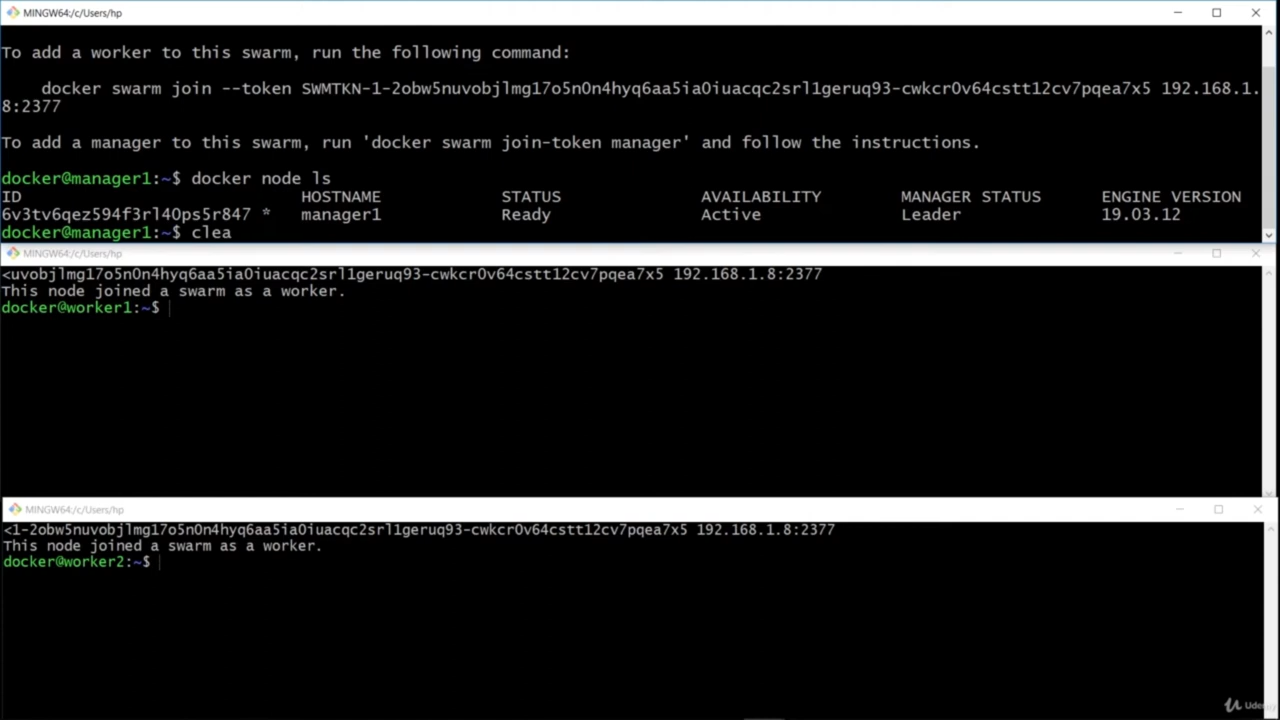 MINGW64:/c/Users/hp
To add a worker to this swarm, run the following command:
docker swarm join --token SWMTKN-1-2obw5nuvobjlmg17o5n0n4hyq6aa5ia0iuacqc2srl1geruq93-cwkcr0v64cstt12cv7pqea7x5 192.168.1.
8:2377
To add a manager to this swarm, run 'docker swarm join-token manager' and follow the instructions.
docker@manager1:~$ docker node ls
ID HOSTNAME STATUS AVAILABILITY MANAGER STATUS ENGINE VERSION
6v3tv6qez594f3rl40ps5r847 * manager1 Ready Active Leader 19.03.12
docker@manager1:~$ clea
MINGW64:/c/Users/hp
<uvobjlmg17o5n0n4hyq6aa5ia0iuacqc2srl1geruq93-cwkcr0v64cstt12cv7pqea7x5 192.168.1.8:2377
This node joined a swarm as a worker.
docker@worker1:~$
MINGW64:/c/Users/hp
<1-2obw5nuvobjlmg17o5n0n4hyq6aa5ia0iuacqc2srl1geruq93-cwkcr0v64cstt12cv7pqea7x5 192.168.1.8:2377
This node joined a swarm as a worker.
docker@worker2:~$
Udemy